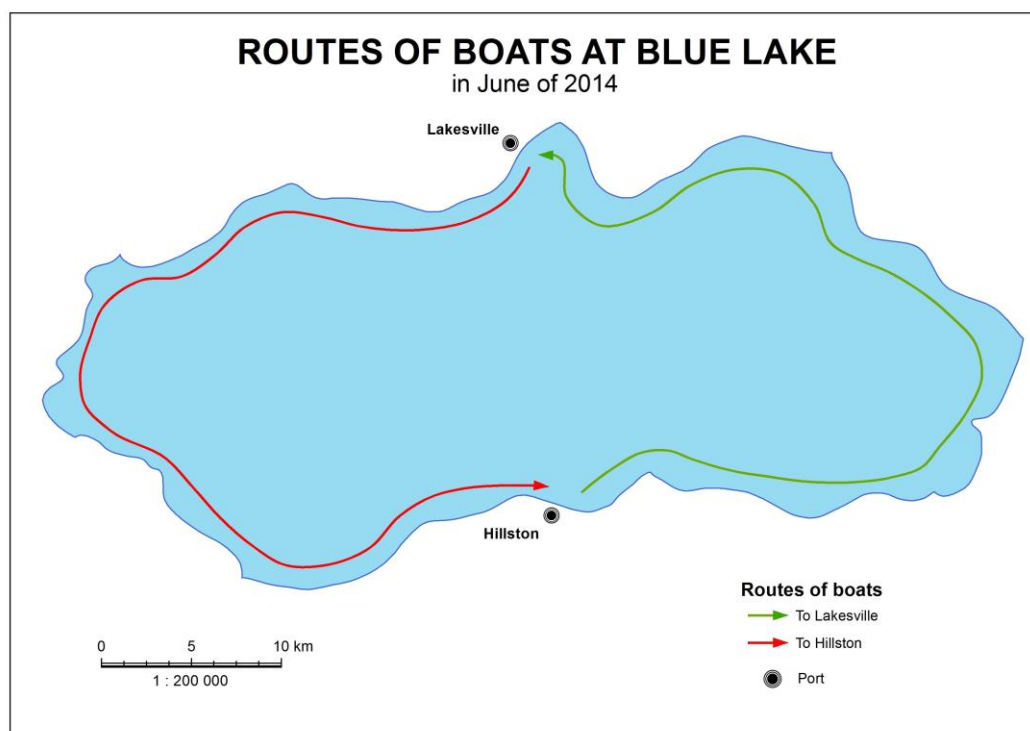 ROUTES OF BOATS AT BLUE LAKE
in June of 2014
Lakesville
Hillston
Routes of boats
To Lakesville
To Hillston
Port
0 5 10 km
1 : 200 000